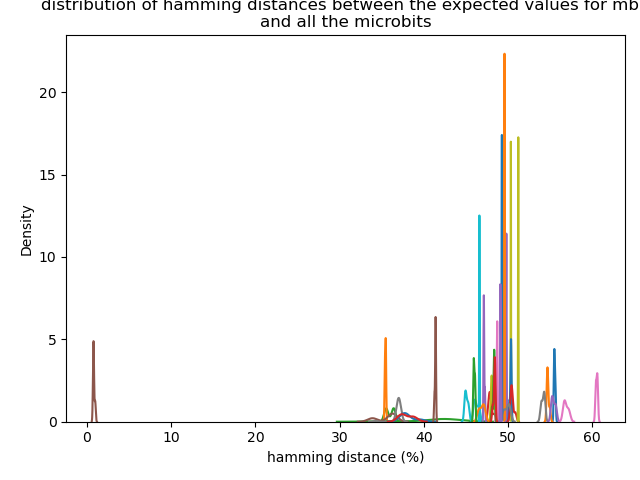 distribution of hamming distances between the expected values for mb
and all the microbits
Density
20
15
10
5
0
0 10 20 30 40 50 60
hamming distance (%)